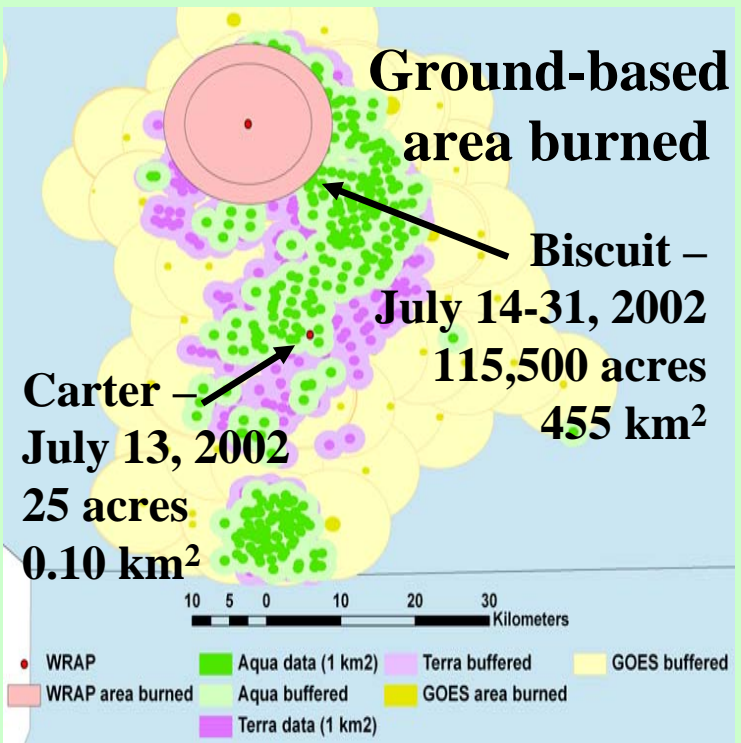 Ground-based
area burned
Biscuit –
July 14-31, 2002
115,500 acres
455 km²
Carter –
July 13, 2002
25 acres
0.10 km²
10 5 0 10 20 30
Kilometers
WRAP
Aqua data (1 km2)
Terra buffered
GOES buffered
WRAP area burned
Aqua buffered
GOES area burned
Terra data (1 km2)